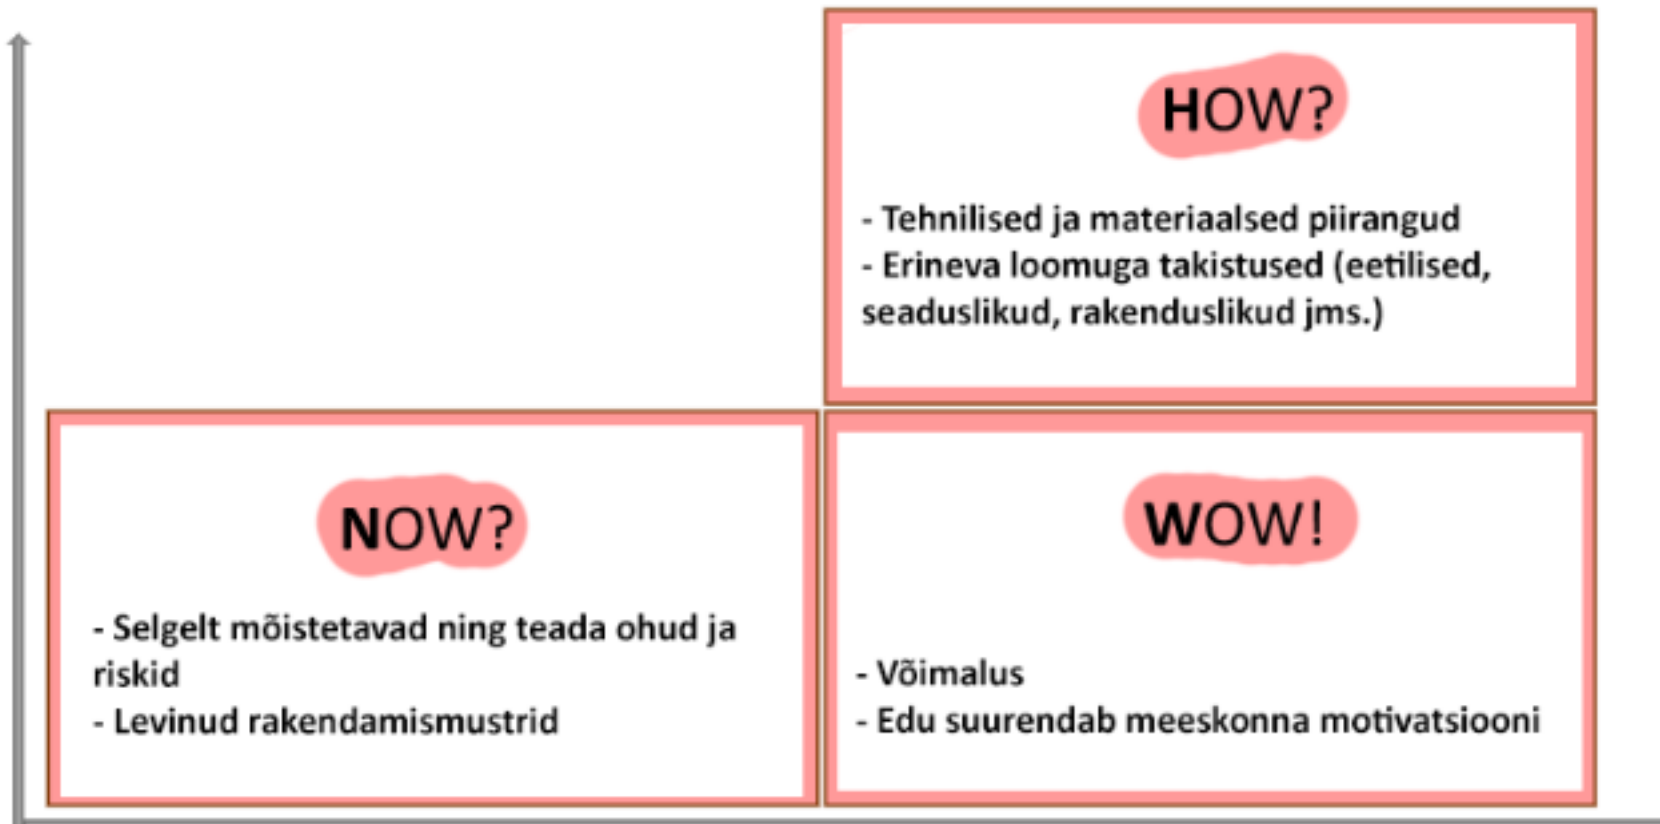 HOW?
- Tehnilised ja materiaalsed piirangud
- Erineva loomuga takistused (eetilised,
seaduslikud, rakenduslikud jms.)
NOW?
- Selgelt mõistetavad ning teada ohud ja
riskid
- Levinud rakendamismustrid
WOW!
- Võimalus
- Edu suurendab meeskonna motivatsiooni